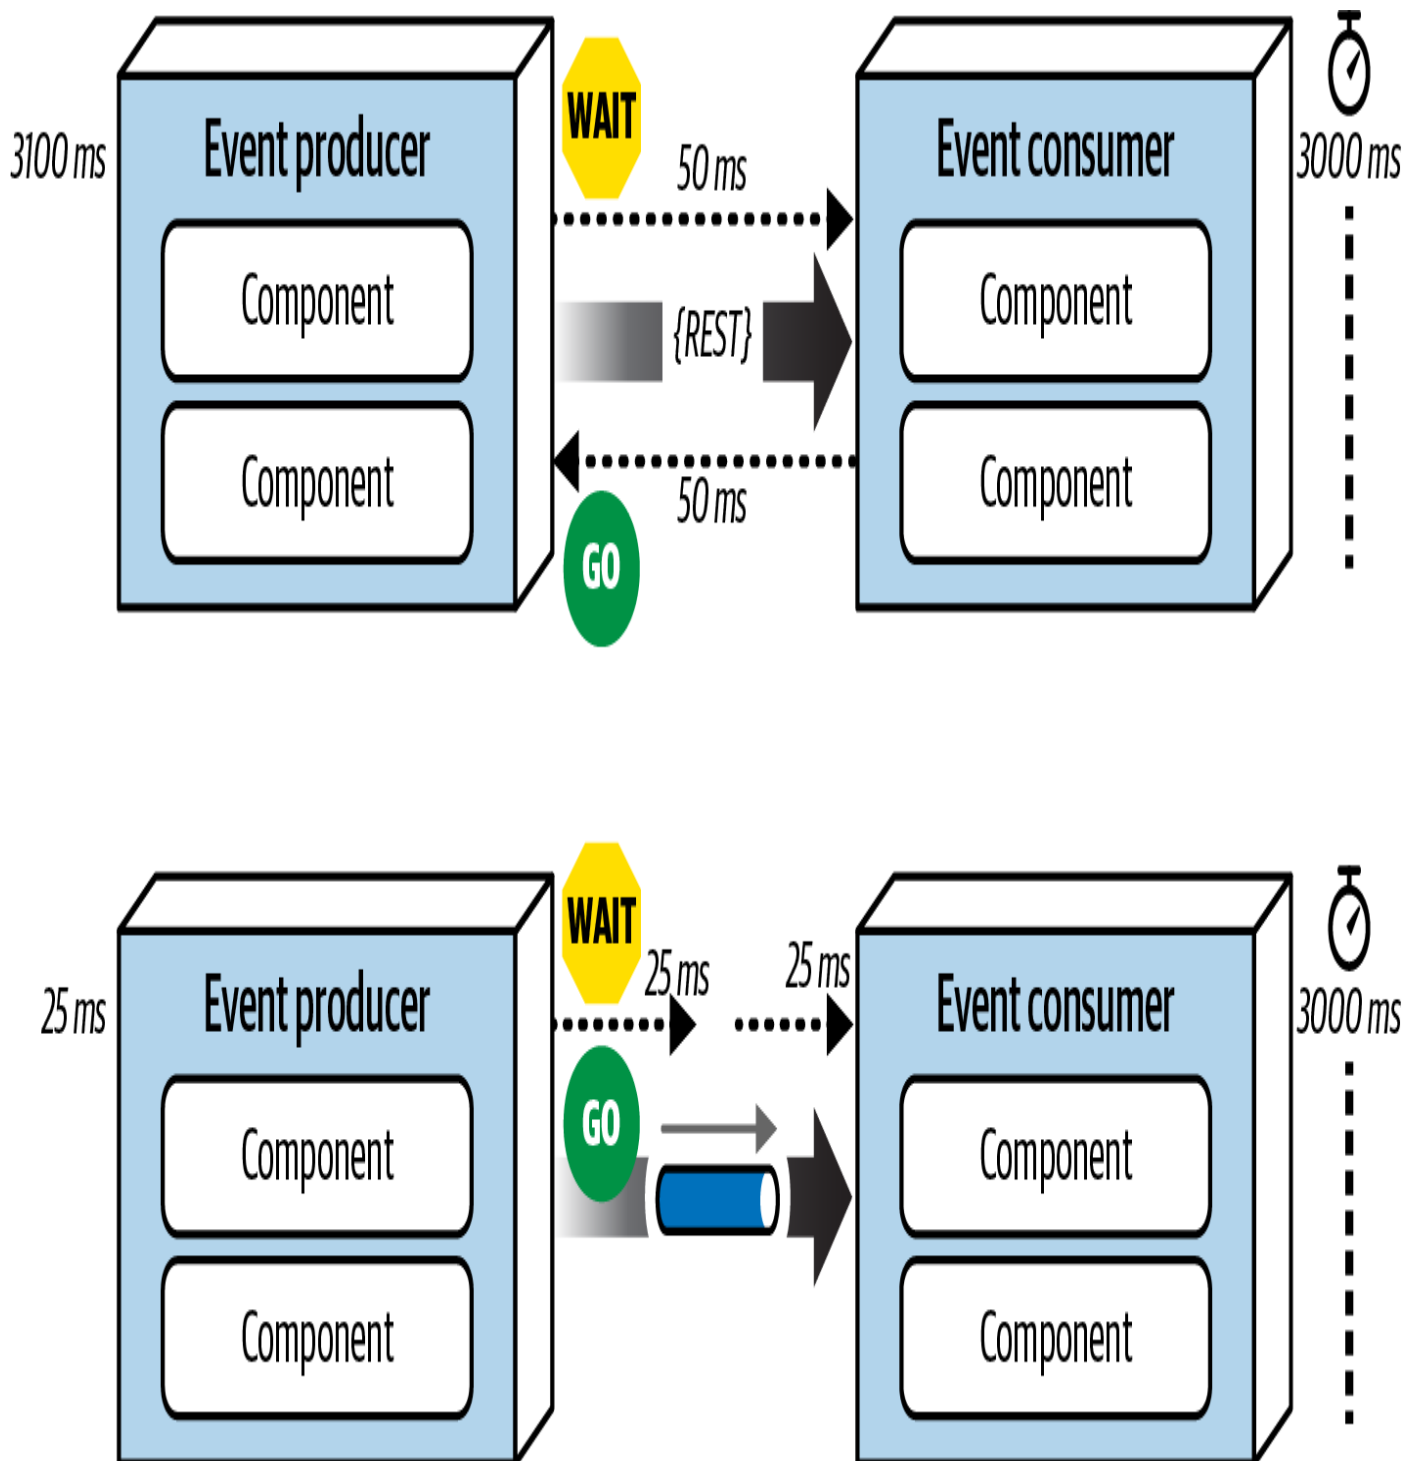 WAIT
3100 ms
Event producer
50 ms
Event consumer
3000 ms
Component
{REST}
Component
Component
50 ms
Component
GO
WAIT
25 ms
Event producer
25 ms
25 ms
Event consumer
3000 ms
GO
Component
Component
Component
Component